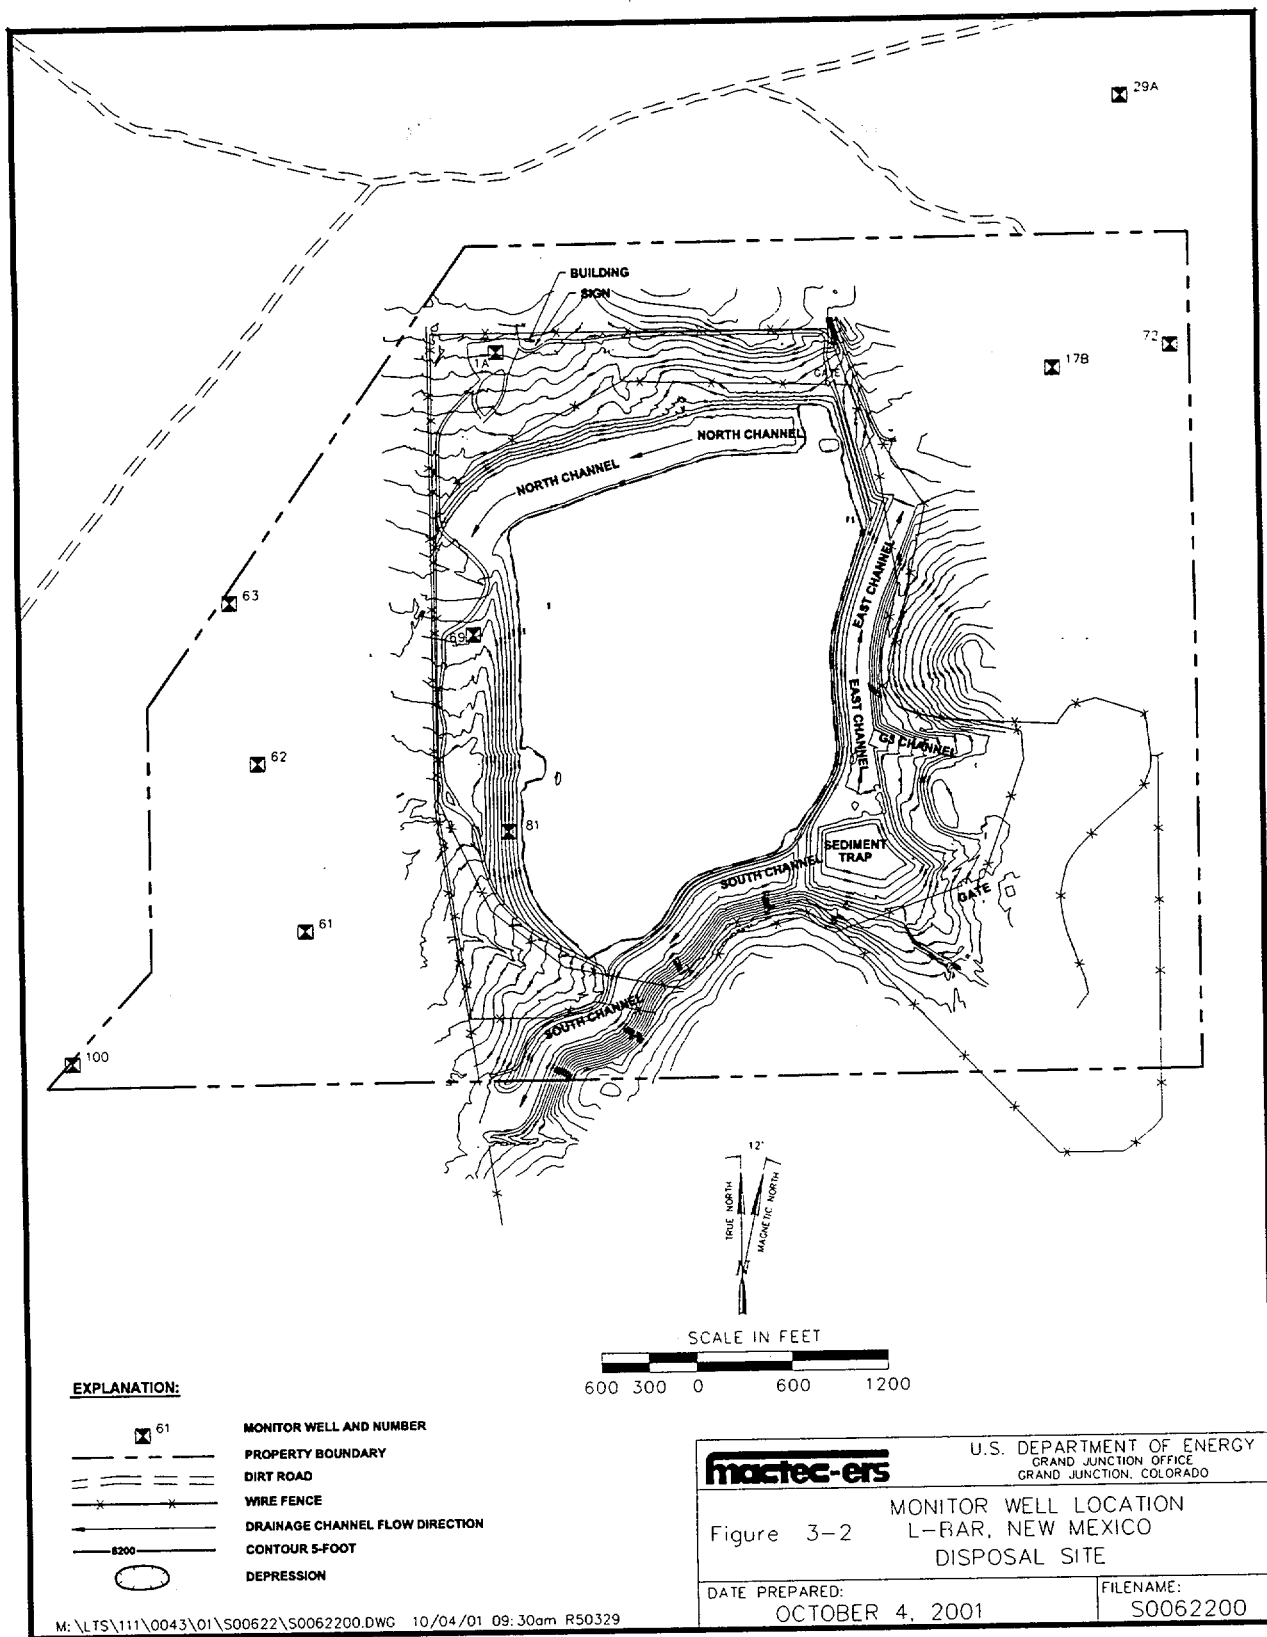 29A
BUILDING
SIGN
72
17B
1A
GATE
NORTH CHANNEL
NORTH CHANNEL
EAST CHANNEL
63
69
EAST CHANNEL
G5 CHANNEL
62
81
SEDIMENT
TRAP
SOUTH CHANNEL
GATE
61
SOUTH CHANNEL
100
12°
TRUE NORTH
MAGNETIC NORTH
SCALE IN FEET
600 300 0 600 1200
EXPLANATION:
61 MONITOR WELL AND NUMBER
PROPERTY BOUNDARY
DIRT ROAD
WIRE FENCE
DRAINAGE CHANNEL FLOW DIRECTION
6200 CONTOUR 5-FOOT
DEPRESSION
mactec-ers
U.S. DEPARTMENT OF ENERGY
GRAND JUNCTION OFFICE
GRAND JUNCTION, COLORADO
Figure 3-2
MONITOR WELL LOCATION
L-BAR, NEW MEXICO
DISPOSAL SITE
DATE PREPARED:
OCTOBER 4, 2001
FILENAME:
S0062200
M:\LTS\111\0043\01\S00622\S0062200.DWG 10/04/01 09:30am R50329